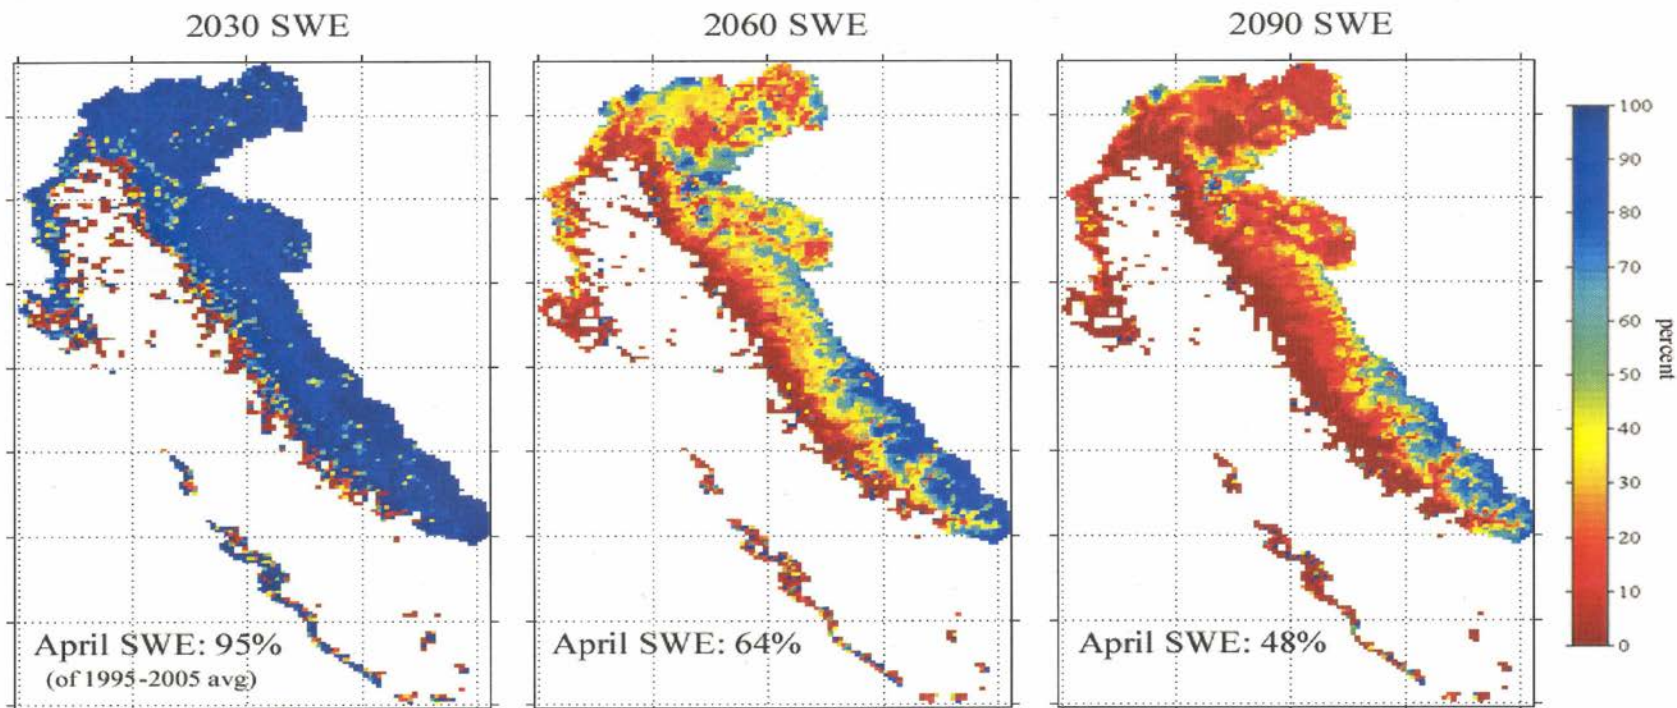 2030 SWE
2060 SWE
2090 SWE
April SWE: 95%
(of 1995-2005 avg)
April SWE: 64%
April SWE: 48%
100
90
80
70
60
50
40
30
20
10
0
percent